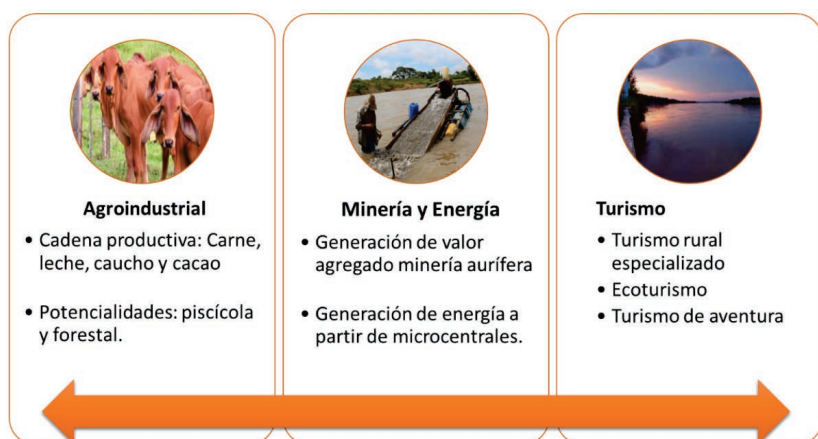 Agroindustrial
• Cadena productiva: Carne,
leche, caucho y cacao
• Potencialidades: piscícola
y forestal.
Minería y Energía
• Generación de valor
agregado minería aurífera
• Generación de energía a
partir de microcentrales.
Turismo
• Turismo rural
especializado
• Ecoturismo
• Turismo de aventura